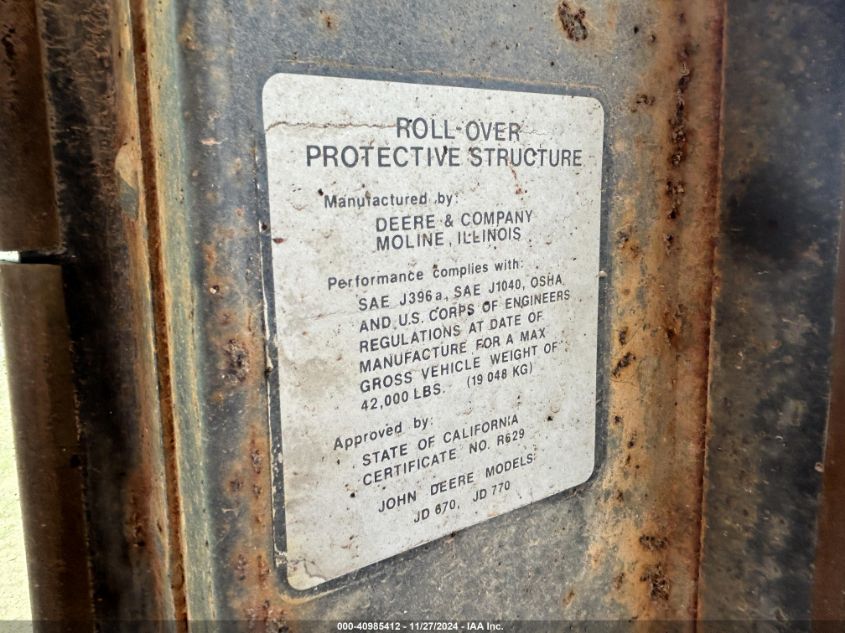 ROLL-OVER
PROTECTIVE STRUCTURE
Manufactured by:
DEERE & COMPANY
MOLINE, ILLINOIS
Performance complies with:
SAE J396a, SAE J1040, OSHA
AND U.S. CORPS OF ENGINEERS
REGULATIONS AT DATE OF
MANUFACTURE FOR A MAX
GROSS VEHICLE WEIGHT OF
42,000 LBS. (19 048 KG)
Approved by:
STATE OF CALIFORNIA
CERTIFICATE NO. R629
JOHN DEERE MODELS:
JD 670, JD 770
000-40985412 - 11/27/2024 - IAA Inc.